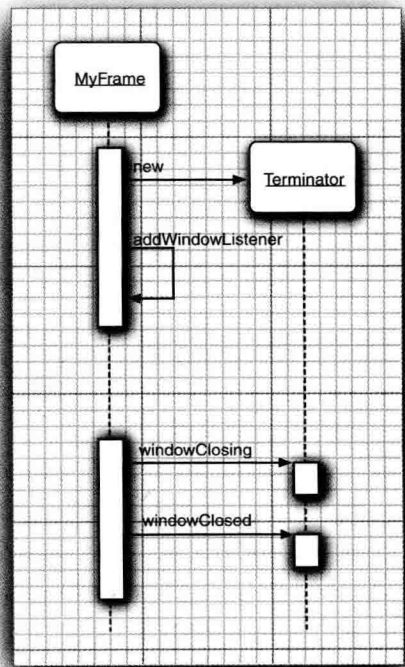 MyFrame
new
Terminator
addWindowListener
windowClosing
windowClosed